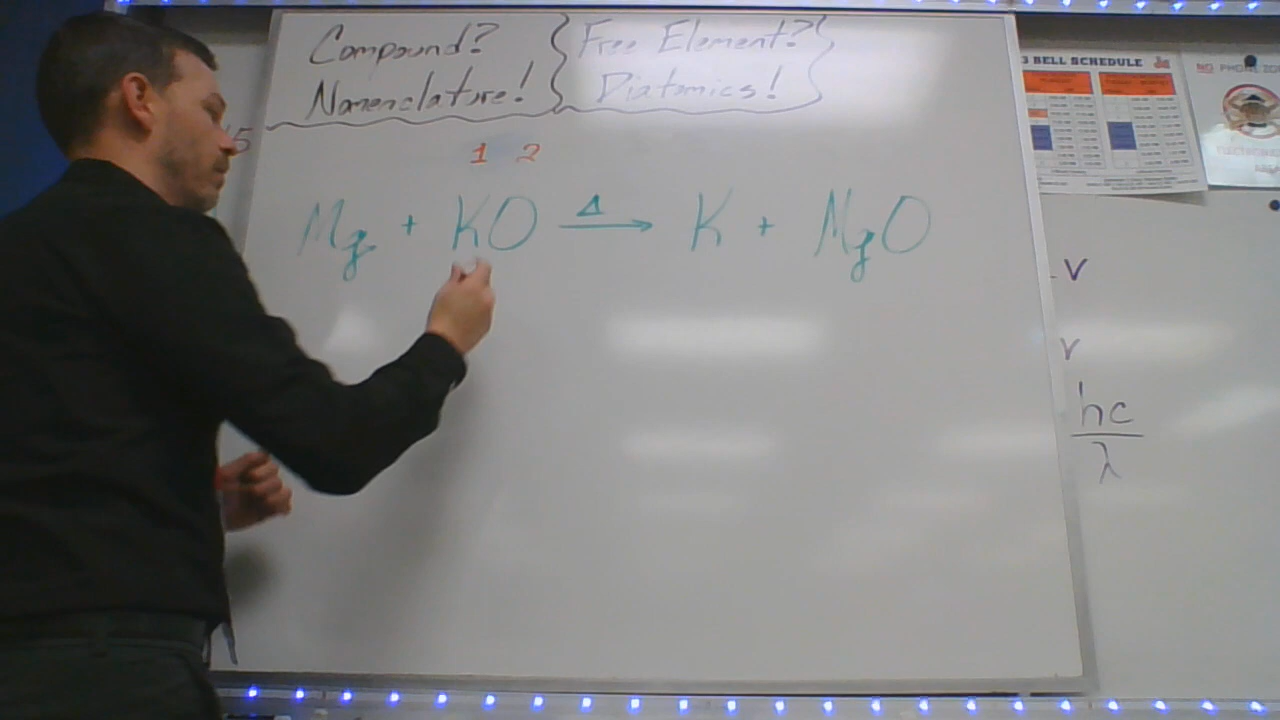 Compound? Free Element?
Nomenclature! Diatomics!
1 2
Mg + KO Δ→ K + MgO
BELL SCHEDULE
v
v
hc
λ